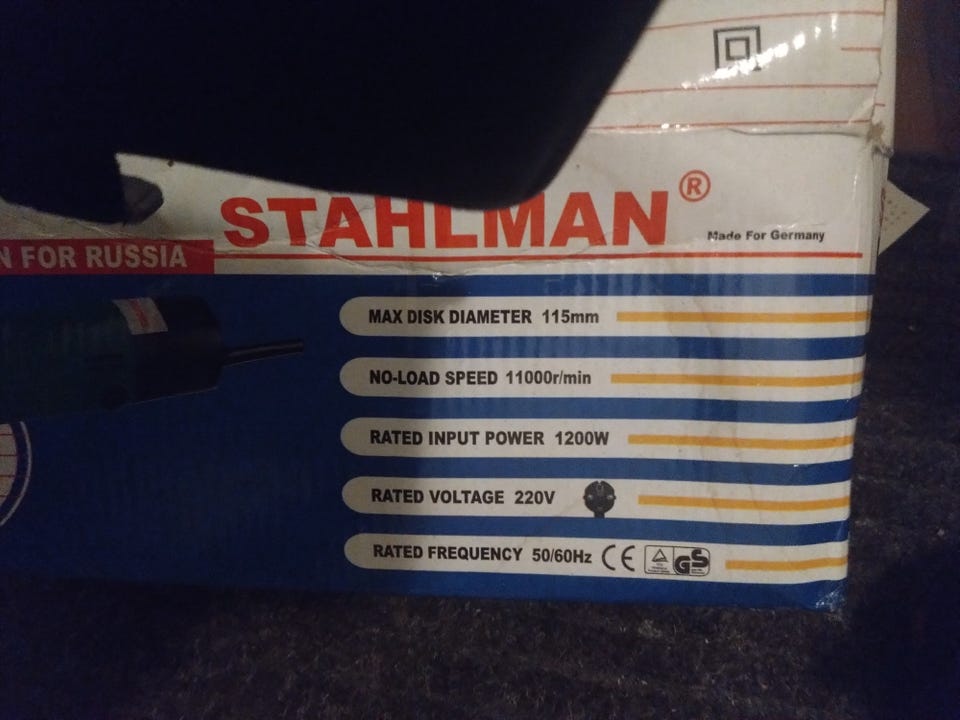 STAHLMAN®
Made For Germany
N FOR RUSSIA
MAX DISK DIAMETER 115mm
NO-LOAD SPEED 11000r/min
RATED INPUT POWER 1200W
RATED VOLTAGE 220V
RATED FREQUENCY 50/60Hz CE GS